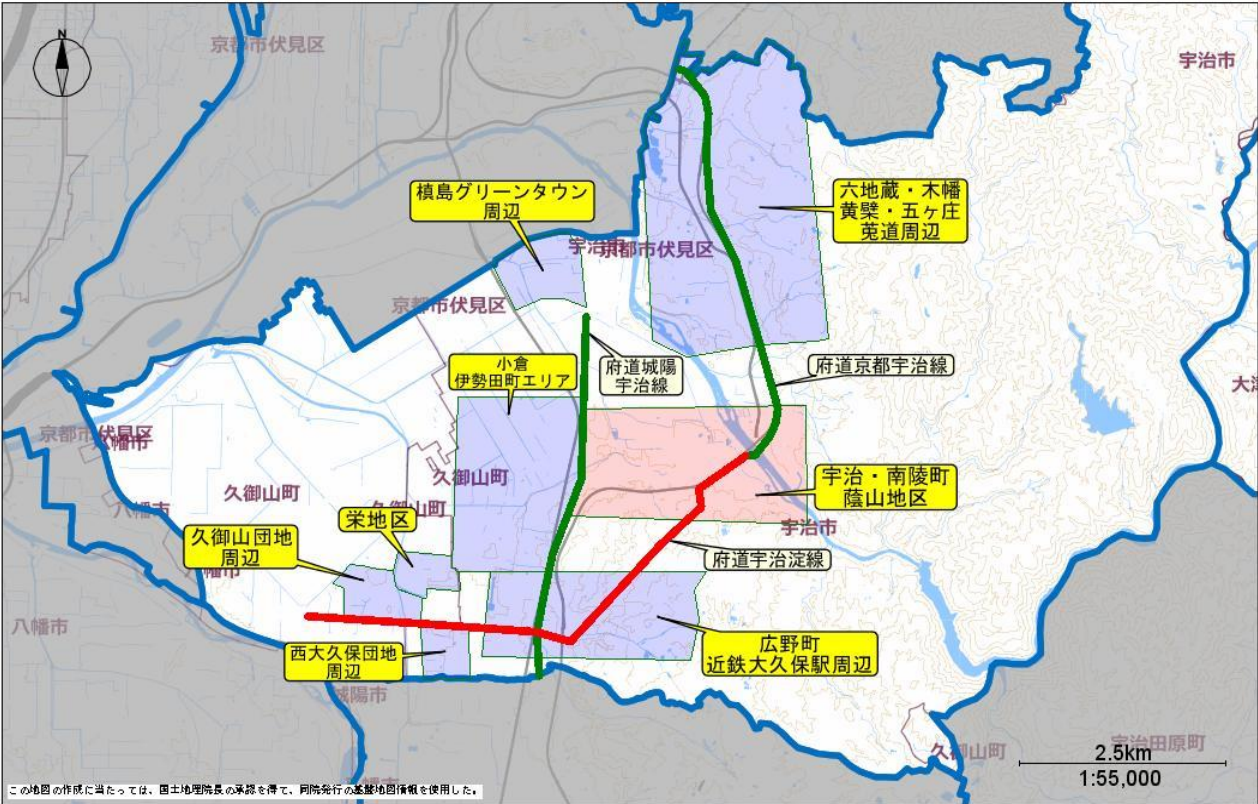 N
京都市伏見区
宇治市
槙島グリーンタウン
周辺
六地蔵・木幡
黄檗・五ヶ庄
莵道周辺
宇治市
京都市伏見区
京都市伏見区
小倉
伊勢田町エリア
府道城陽
宇治線
府道京都宇治線
京都市伏見区
八幡市
久御山町
久御山町
久御山町
八幡市
宇治・南陵町
蔭山地区
宇治市
栄地区
久御山団地
周辺
八幡市
府道宇治淀線
八幡市
西大久保団地
周辺
広野町
近鉄大久保駅周辺
城陽市
久御山町
宇治田原町
2.5km
1:55,000
八幡市
この地図の作成に当たっては、国土地理院長の承認を得て、同院発行の基盤地図情報を使用した。